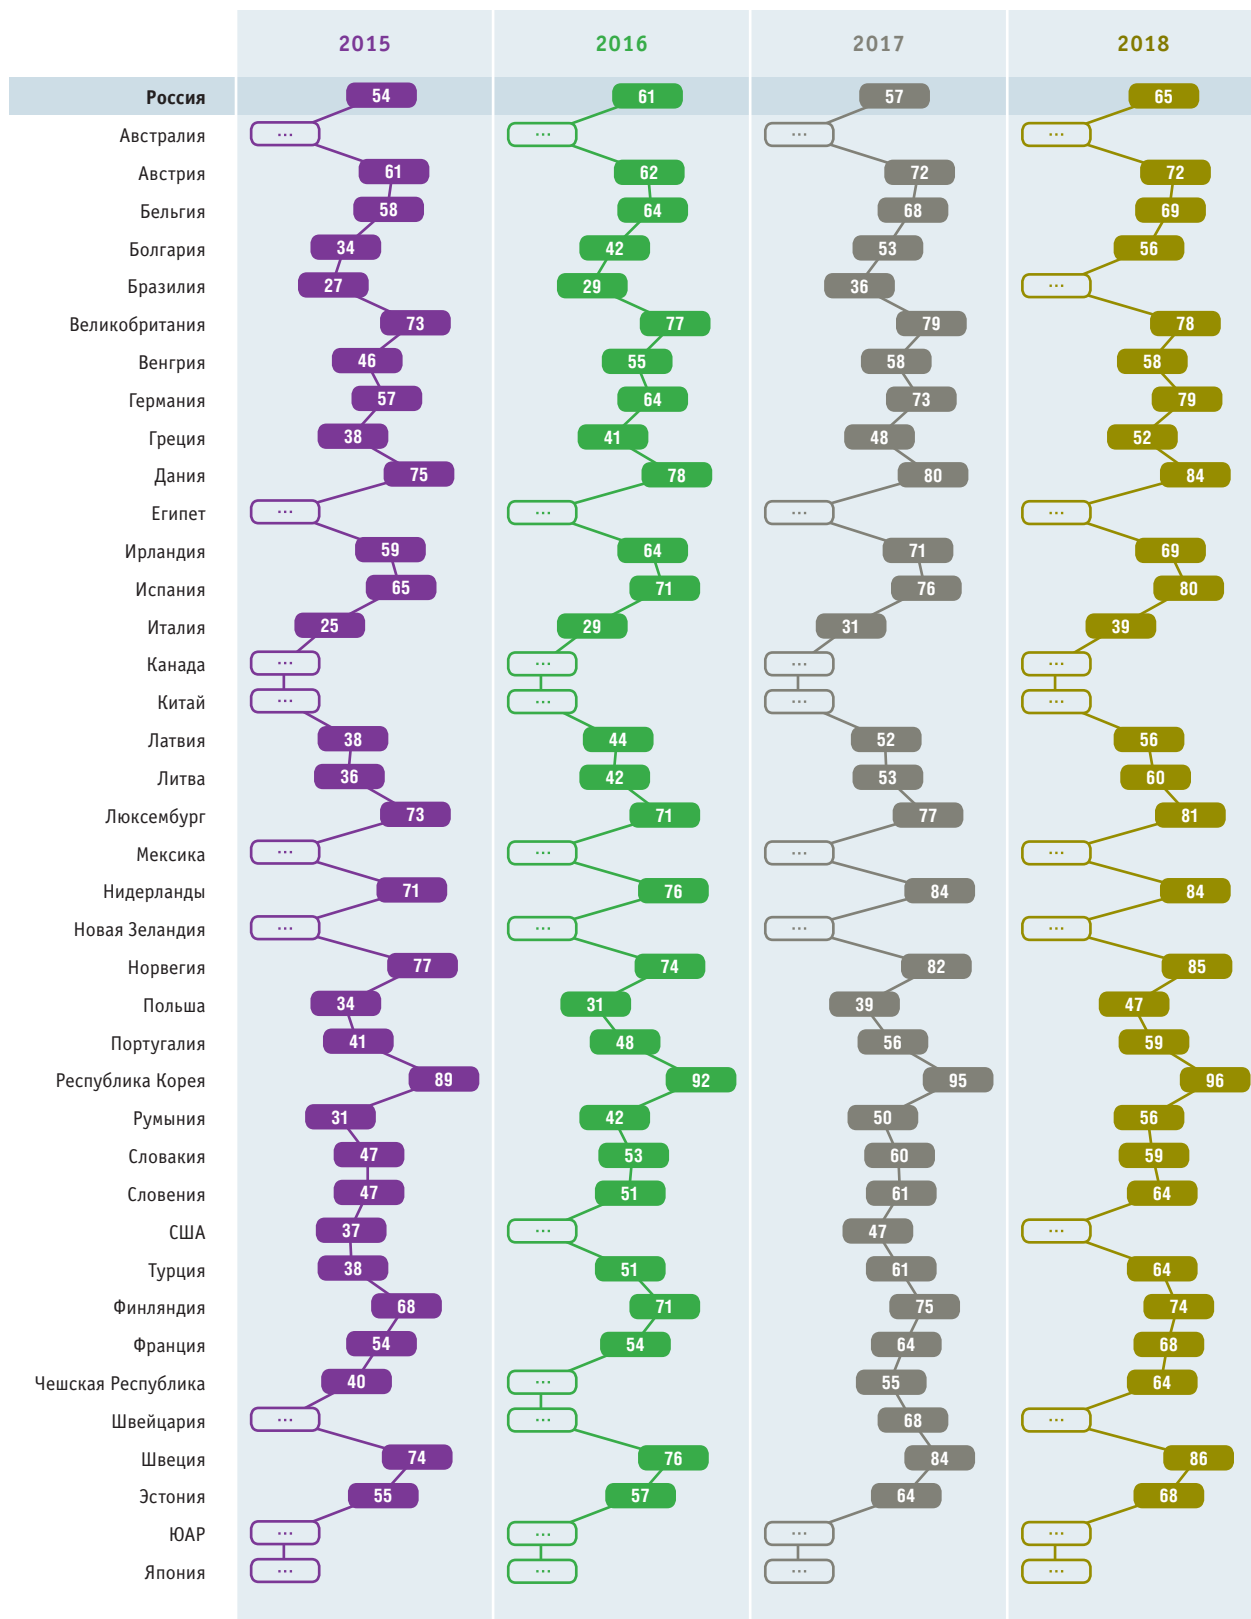 2015 2016 2017 2018
Россия 54 61 57 65
Австралия ... ... ... ...
Австрия 61 62 72 72
Бельгия 58 64 68 69
Болгария 34 42 53 56
Бразилия 27 29 36 ...
Великобритания 73 77 79 78
Венгрия 46 55 58 58
Германия 57 64 73 79
Греция 38 41 48 52
Дания 75 78 80 84
Египет ... ... ... ...
Ирландия 59 64 71 69
Испания 65 71 76 80
Италия 25 29 31 39
Канада ... ... ... ...
Китай ... ... ... ...
Латвия 38 44 52 56
Литва 36 42 53 60
Люксембург 73 71 77 81
Мексика ... ... ... ...
Нидерланды 71 76 84 84
Новая Зеландия ... ... ... ...
Норвегия 77 74 82 85
Польша 34 31 39 47
Португалия 41 48 56 59
Республика Корея 89 92 95 96
Румыния 31 42 50 56
Словакия 47 53 60 59
Словения 47 51 61 64
США 37 ... 47 ...
Турция 38 51 61 64
Финляндия 68 71 75 74
Франция 54 54 64 68
Чешская Республика 40 ... 55 64
Швейцария ... ... 68 ...
Швеция 74 76 84 86
Эстония 55 57 64 68
ЮАР ... ... ... ...
Япония ... ... ... ...